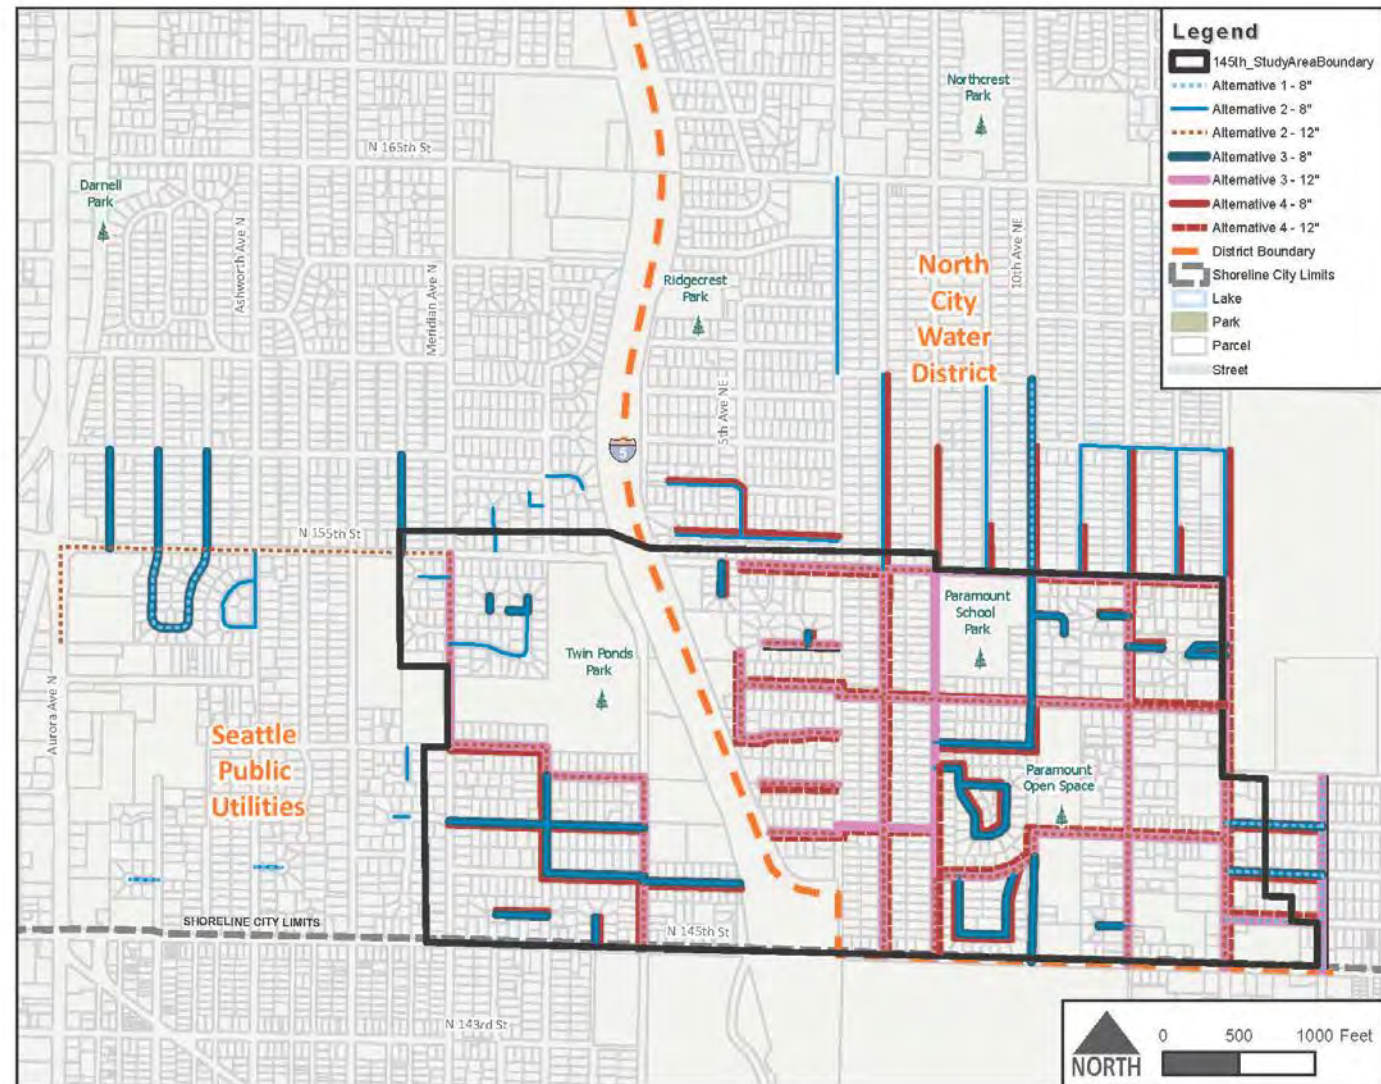 Legend
145th_StudyAreaBoundary
Alternative 1 - 8"
Alternative 2 - 8"
Alternative 2 - 12"
Alternative 3 - 8"
Alternative 3 - 12"
Alternative 4 - 8"
Alternative 4 - 12"
District Boundary
Shoreline City Limits
Lake
Park
Parcel
Street
Northcrest
Park
N 165th St
Darnell
Park
Ashworth Ave N
Meridian Ave N
Ridgecrest
Park
5th Ave NE
North
City
Water
District
10th Ave NE
5
N 155th St
Paramount
School
Park
Twin Ponds
Park
Aurora Ave N
Seattle
Public
Utilities
Paramount
Open Space
SHORELINE CITY LIMITS
N 145th St
N 143rd St
NORTH
0 500 1000 Feet